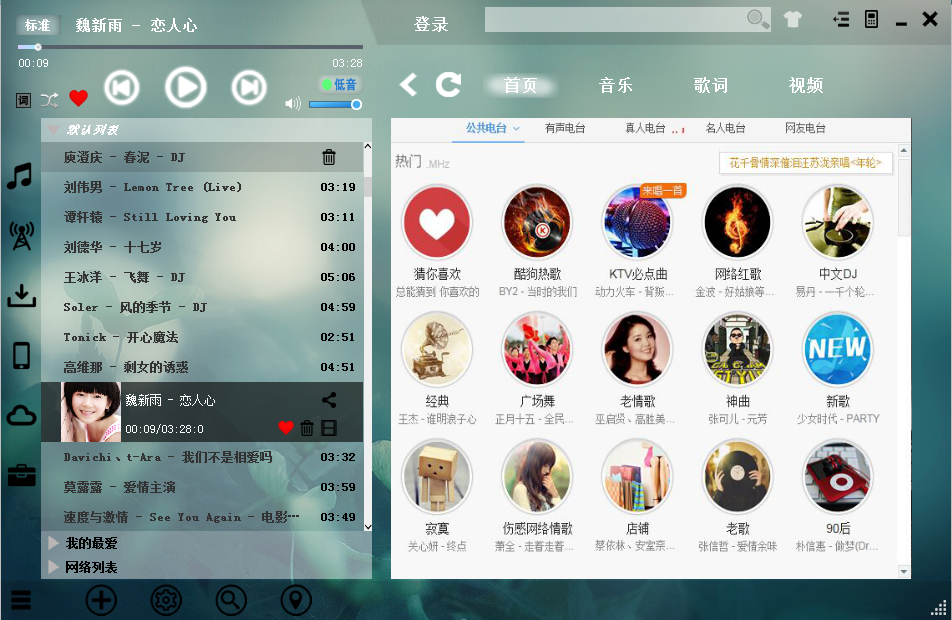 标准 魏新雨 - 恋人心
00:09 03:28
词 低音
登录
首页 音乐 歌词 视频
默认列表
庾澄庆 - 春泥 - DJ
刘伟男 - Lemon Tree (Live) 03:19
谭轩辕 - Still Loving You 03:11
刘德华 - 十七岁 04:00
王冰洋 - 飞舞 - DJ 05:06
Soler - 风的季节 - DJ 04:59
Tonick - 开心魔法 02:51
高维那 - 剩女的诱惑 04:51
魏新雨 - 恋人心
00:09/03:28:0
Davichi、t-Ara - 我们不是相爱吗 03:32
莫露露 - 爱情主演 03:59
速度与激情 - See You Again - 电影… 03:49
我的最爱
网络列表
公共电台 有声电台 真人电台 名人电台 网友电台
热门 .MHz 花千骨情深催泪汪苏泷亲唱<年轮>
来唱一首
K
猜你喜欢 酷狗热歌 KTV必点曲 网络红歌 中文DJ
总能猜到 你喜欢的 BY2 - 当时的我们 动力火车 - 背叛... 金波 - 好姑娘等... 易丹 - 一千个轮...
NEW
经典 广场舞 老情歌 神曲 新歌
王杰 - 谁明浪子心 正月十五 - 全民... 巫启贤、高胜美... 张可儿 - 元芳 少女时代 - PARTY
寂寞 伤感网络情歌 店铺 老歌 90后
关心妍 - 终点 萧全 - 走着走着... 蔡依林、安室奈... 张信哲 - 爱情余味 朴信惠 - 做梦(Dr...